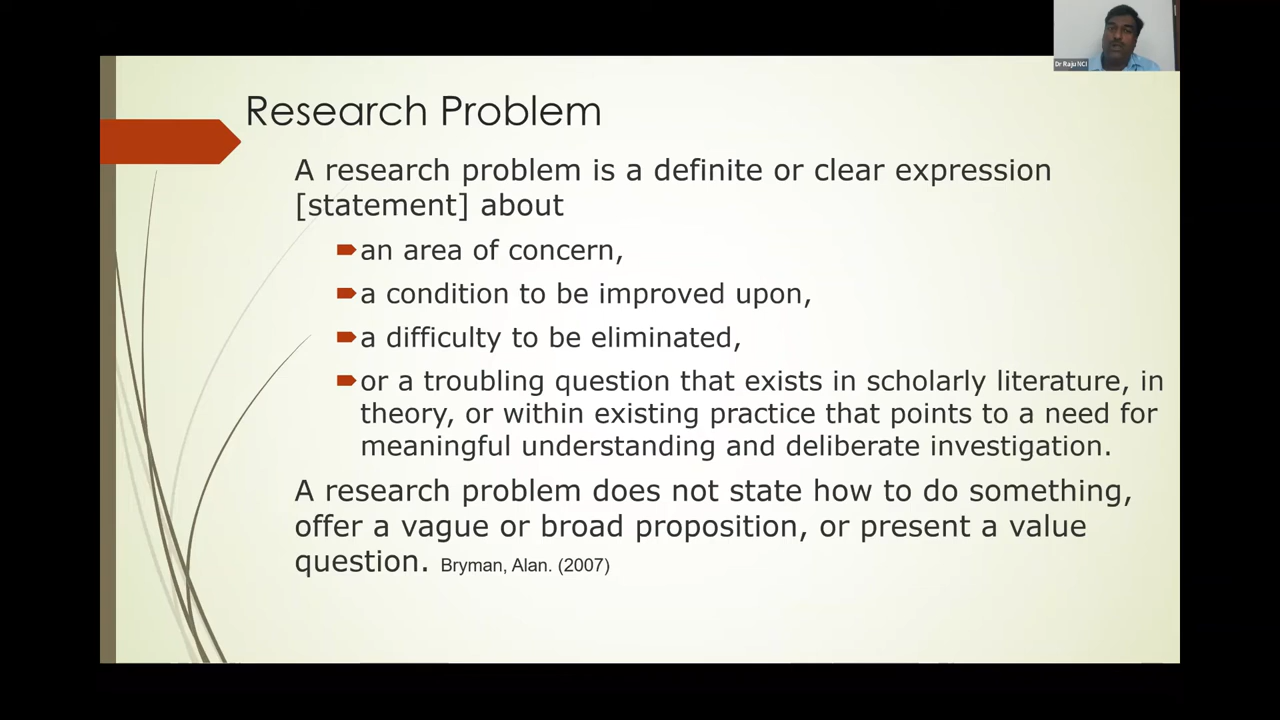 Dr Raju NCI
Research Problem
A research problem is a definite or clear expression
[statement] about
an area of concern,
a condition to be improved upon,
a difficulty to be eliminated,
or a troubling question that exists in scholarly literature, in
theory, or within existing practice that points to a need for
meaningful understanding and deliberate investigation.
A research problem does not state how to do something,
offer a vague or broad proposition, or present a value
question. Bryman, Alan. (2007)